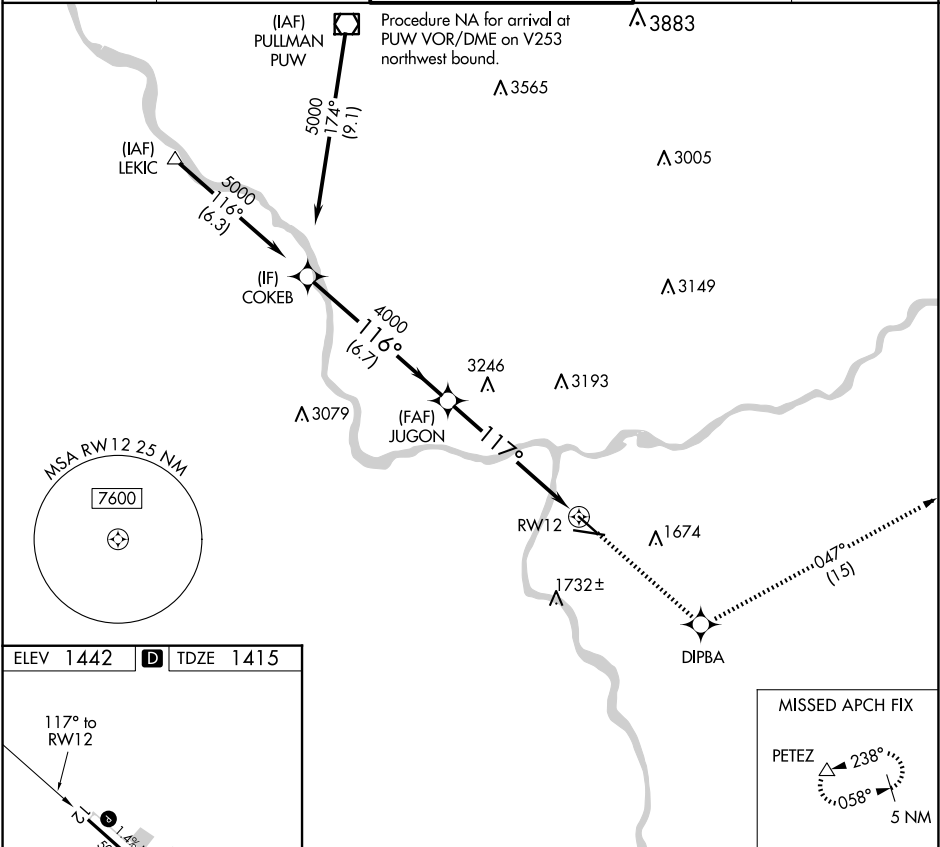 (IAF)
PULLMAN
PUW
Procedure NA for arrival at
PUW VOR/DME on V253
northwest bound.
3883
3565
5000
174°
(9.1)
(IAF)
LEKIC
3005
5000
116°
(6.3)
(IF)
COKEB
3149
4000
116°
(6.7)
3246
3193
3079
(FAF)
JUGON
117°
MSA RW12 25 NM
7600
RW12
1674
047°
(15)
1732±
DIPBA
ELEV 1442 D TDZE 1415
117° to
RW12
12
P
1.4%
MISSED APCH FIX
PETEZ
238°
058°
5 NM